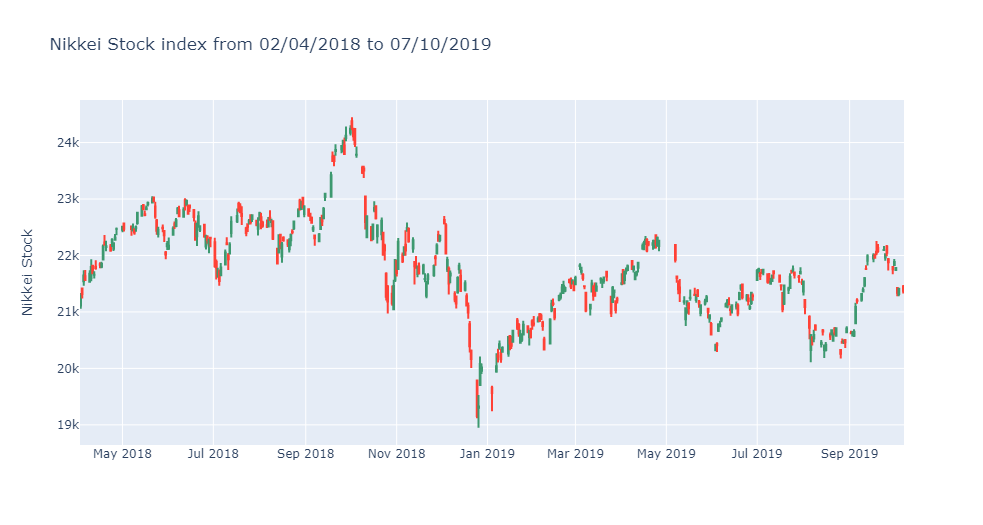 Nikkei Stock index from 02/04/2018 to 07/10/2019
Nikkei Stock
24k
23k
22k
21k
20k
19k
May 2018 Jul 2018 Sep 2018 Nov 2018 Jan 2019 Mar 2019 May 2019 Jul 2019 Sep 2019